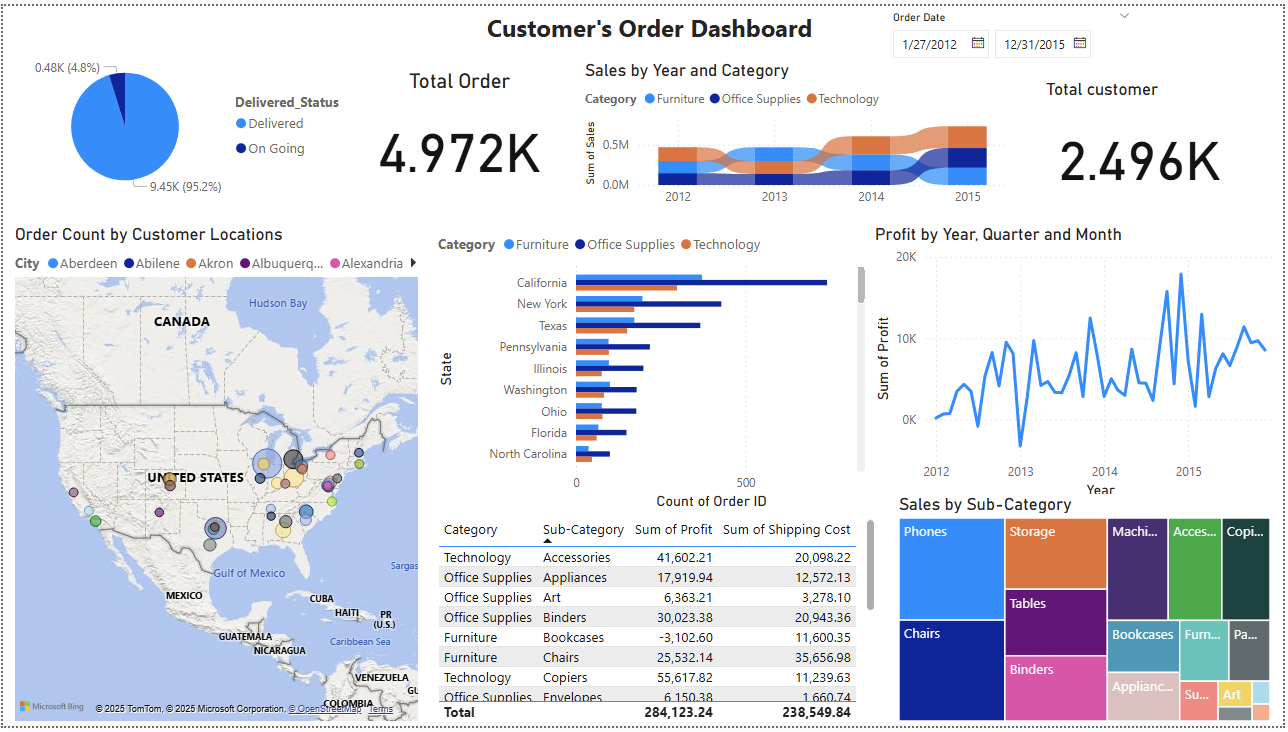 Customer's Order Dashboard
Order Date
1/27/2012
12/31/2015
0.48K (4.8%)
9.45K (95.2%)
Delivered_Status
Delivered
On Going
Total Order
4.972K
Sales by Year and Category
Category Furniture Office Supplies Technology
Sum of Sales
0.5M
0.0M
2012 2013 2014 2015
Total customer
2.496K
Order Count by Customer Locations
City Aberdeen Abilene Akron Albuquerq... Alexandria
Hudson Bay
CANADA
UNITED STATES
Gulf of Mexico
Sargas
MEXICO
CUBA
HAITI
PR
(U.S.)
GUATEMALA
NICARAGUA
Caribbean Sea
VENEZUELA
GU
COLOMBIA
Microsoft Bing
© 2025 TomTom, © 2025 Microsoft Corporation, © OpenStreetMap Terms
Category Furniture Office Supplies Technology
State
California
New York
Texas
Pennsylvania
Illinois
Washington
Ohio
Florida
North Carolina
0 500
Count of Order ID
Category Sub-Category Sum of Profit Sum of Shipping Cost
Technology Accessories 41,602.21 20,098.22
Office Supplies Appliances 17,919.94 12,572.13
Office Supplies Art 6,363.21 3,278.10
Office Supplies Binders 30,023.38 20,943.36
Furniture Bookcases -3,102.60 11,600.35
Furniture Chairs 25,532.14 35,656.98
Technology Copiers 55,617.82 11,239.63
Office Supplies Envelopes 6,150.38 1,660.74
Total 284,123.24 238,549.84
Profit by Year, Quarter and Month
Sum of Profit
20K
10K
0K
2012 2013 2014 2015
Year
Sales by Sub-Category
Phones
Storage
Machi...
Acces...
Copi...
Tables
Chairs
Bookcases
Furn...
Pa...
Binders
Applianc...
Su...
Art